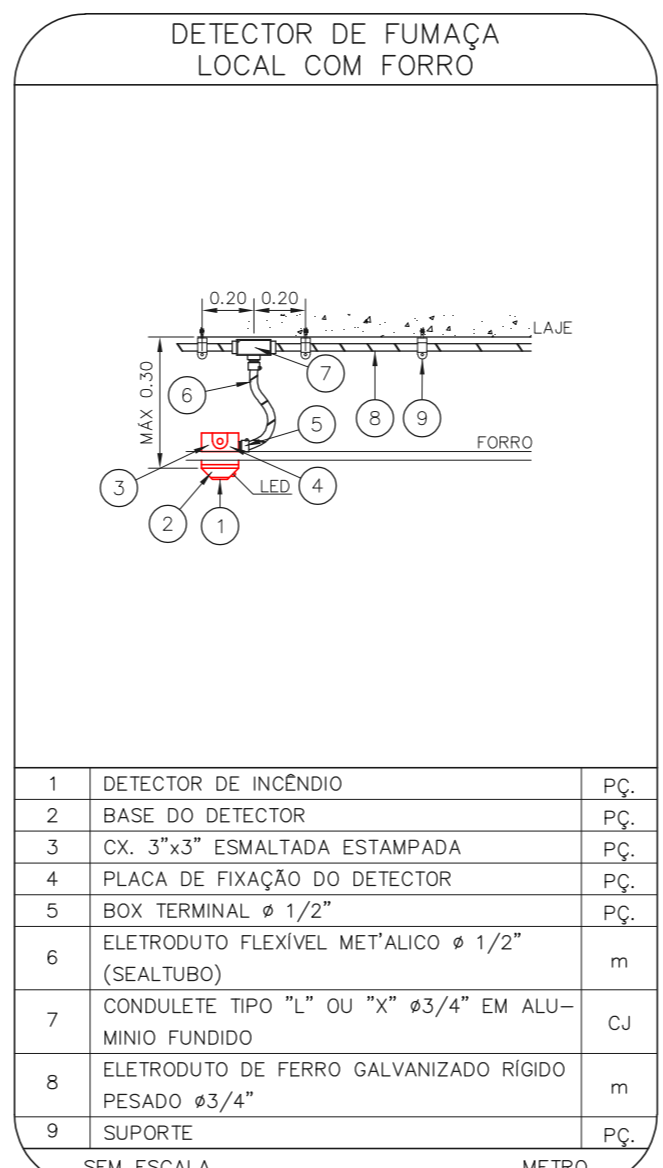 DETECTOR DE FUMAÇA
LOCAL COM FORRO
0.20 0.20
LAJE
MÁX 0.30
7
6
5
8
9
FORRO
3
4
LED
2
1
1 DETECTOR DE INCÊNDIO PÇ.
2 BASE DO DETECTOR PÇ.
3 CX. 3"x3" ESMALTADA ESTAMPADA PÇ.
4 PLACA DE FIXAÇÃO DO DETECTOR PÇ.
5 BOX TERMINAL ø 1/2" PÇ.
6 ELETRODUTO FLEXÍVEL MET'ALICO ø 1/2"
(SEALTUBO) m
7 CONDULETE TIPO "L" OU "X" ø3/4" EM ALU-
MINIO FUNDIDO CJ
8 ELETRODUTO DE FERRO GALVANIZADO RÍGIDO
PESADO ø3/4" m
9 SUPORTE PÇ.
SEM ESCALA METRO